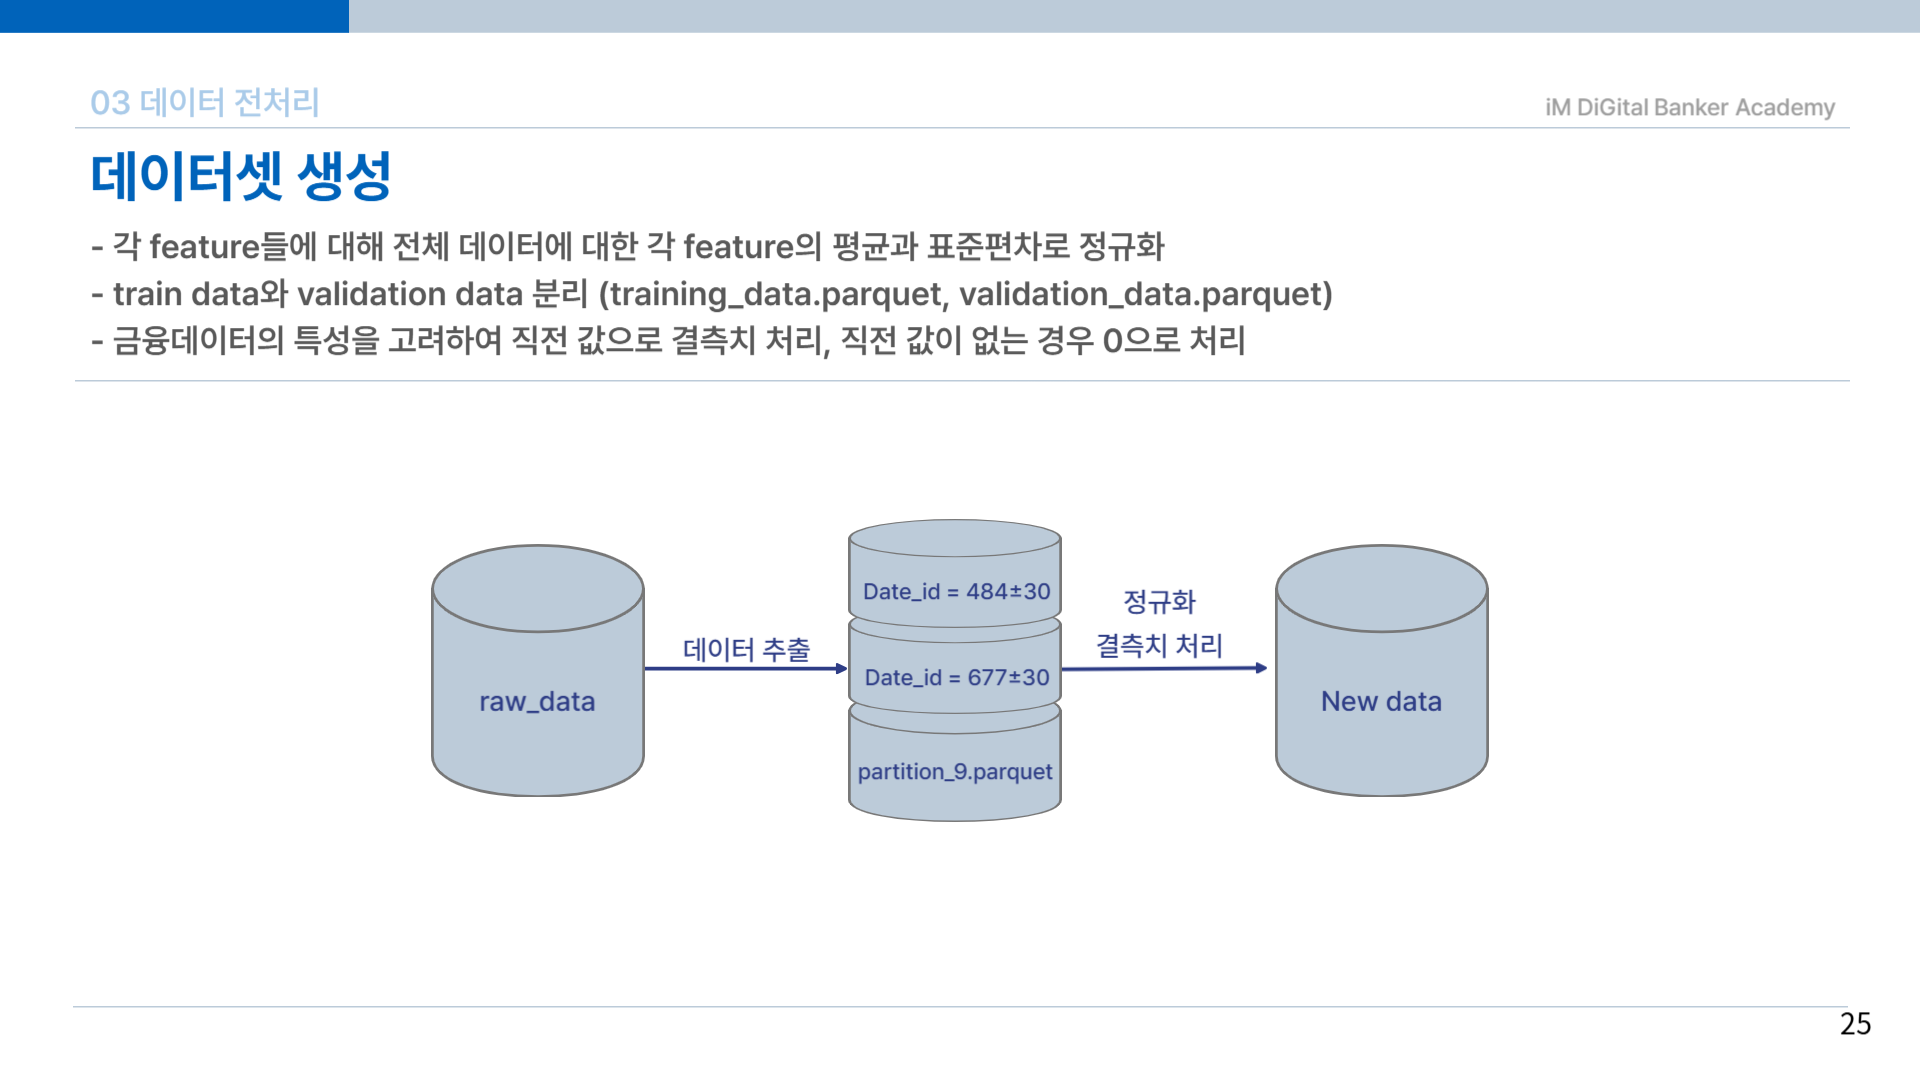 03 데이터 전처리
iM DiGital Banker Academy
데이터셋 생성
- 각 feature들에 대해 전체 데이터에 대한 각 feature의 평균과 표준편차로 정규화
- train data와 validation data 분리 (training_data.parquet, validation_data.parquet)
- 금융데이터의 특성을 고려하여 직전 값으로 결측치 처리, 직전 값이 없는 경우 0으로 처리
raw_data
데이터 추출
Date_id = 484±30
Date_id = 677±30
partition_9.parquet
정규화
결측치 처리
New data
25